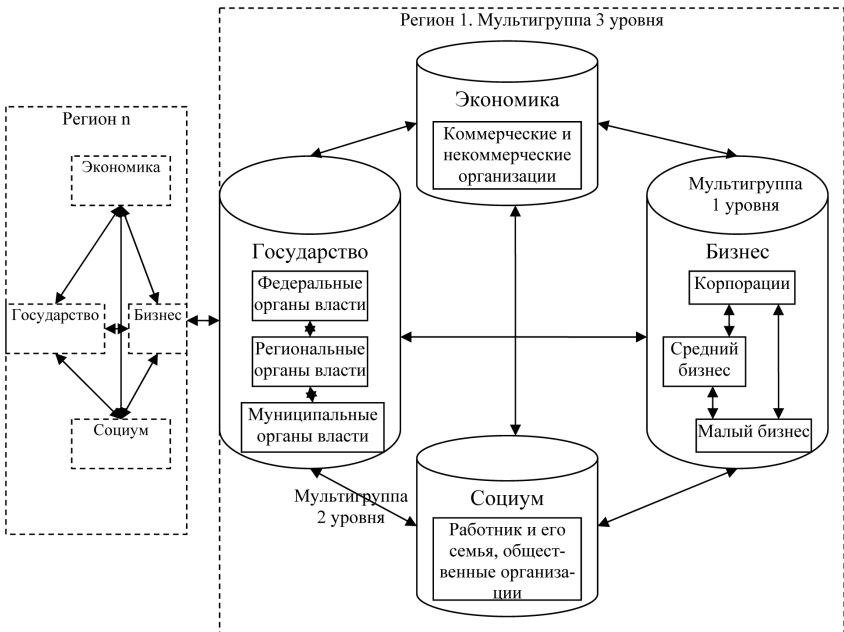 Регион 1. Мультигруппа 3 уровня
Регион n
Экономика
Государство
Бизнес
Социум
Экономика
Коммерческие и
некоммерческие
организации
Государство
Федеральные
органы власти
Региональные
органы власти
Муниципальные
органы власти
Мультигруппа
1 уровня
Бизнес
Корпорации
Средний
бизнес
Малый бизнес
Мультигруппа
2 уровня
Социум
Работник и его
семья, общест-
венные организа-
ции